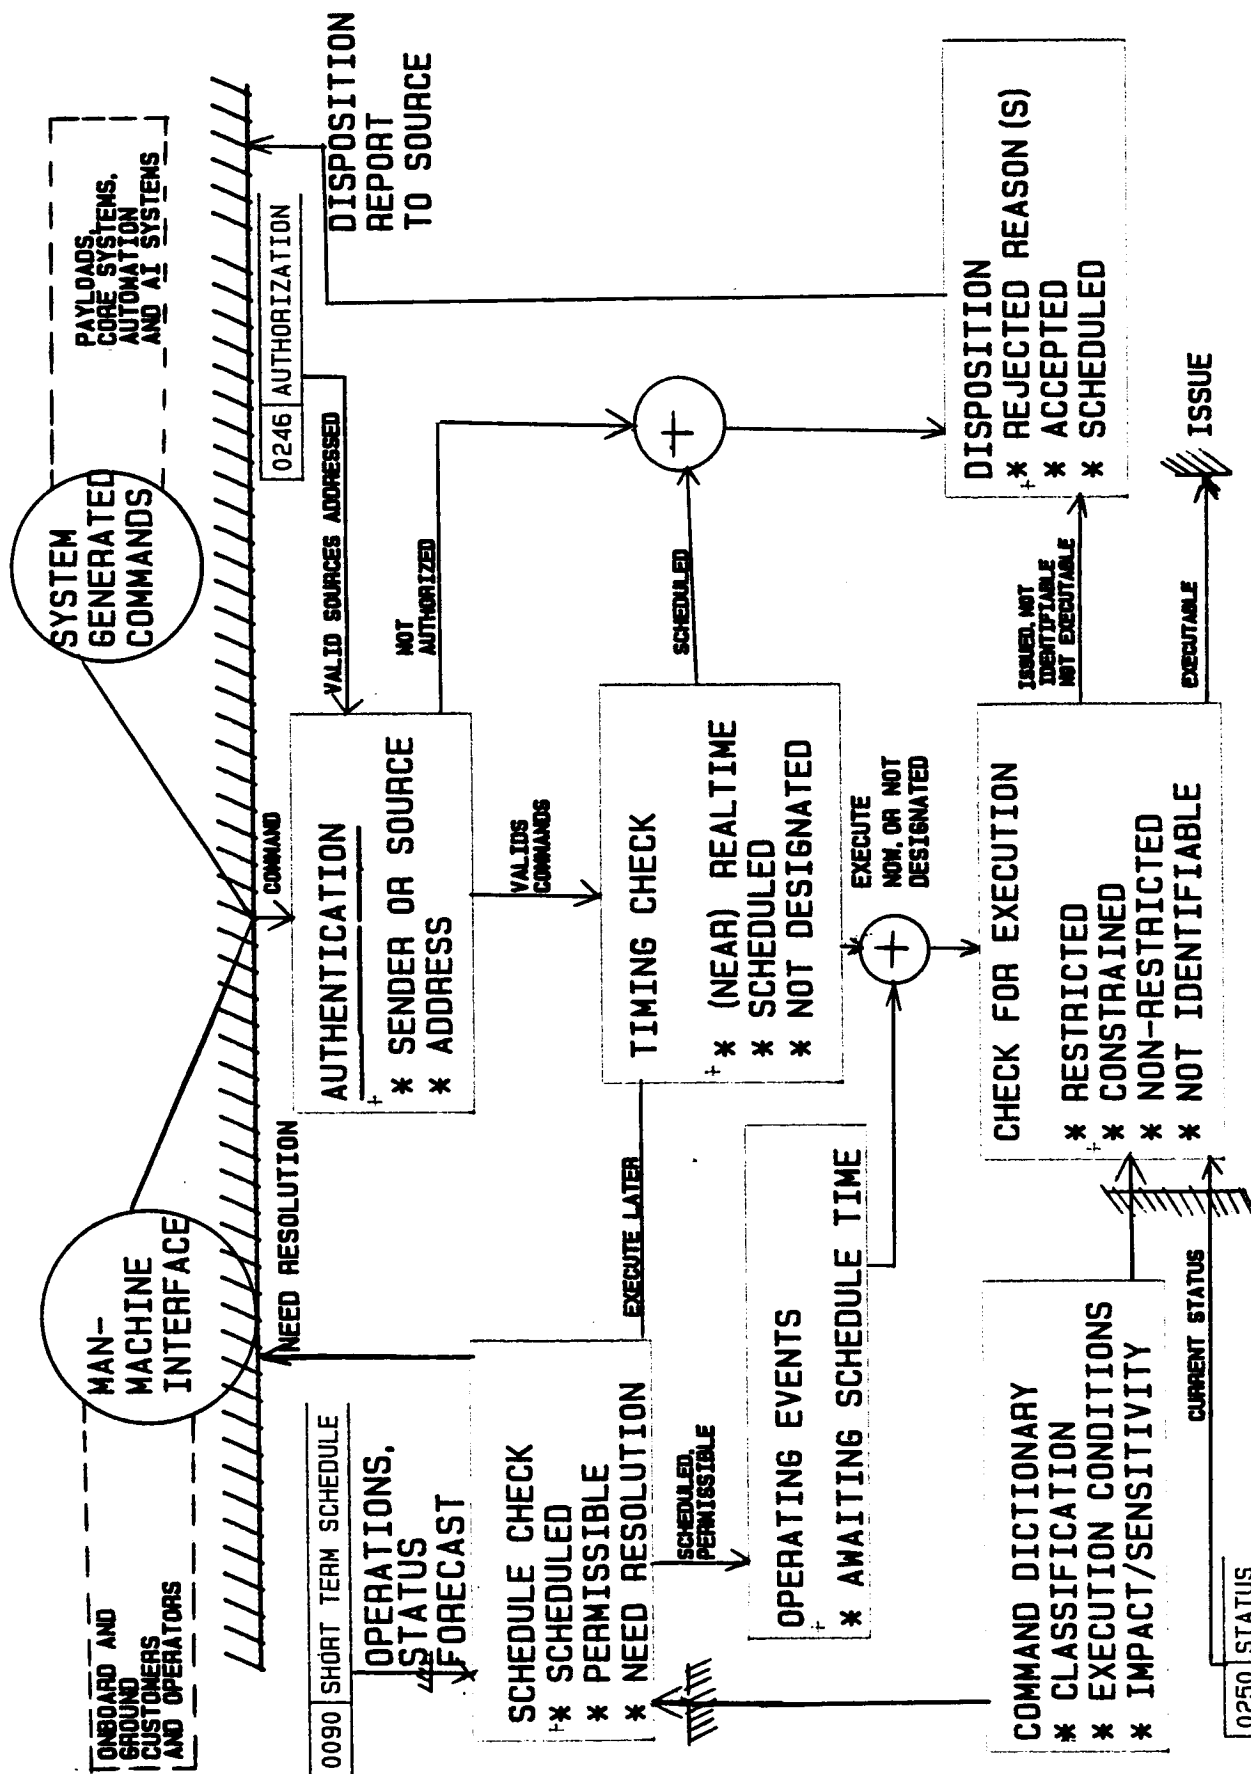 ONBOARD AND
GROUND
CUSTOMERS
AND OPERATORS
MAN-
MACHINE
INTERFACE
SYSTEM
GENERATED
COMMANDS
PAYLOADS,
CORE SYSTEMS,
AUTOMATION
AND AI SYSTEMS
NEED RESOLUTION
COMMAND
0246 AUTHORIZATION
VALID SOURCES ADDRESSED
DISPOSITION
REPORT
TO SOURCE
0090 SHORT TERM SCHEDULE
OPERATIONS,
STATUS
FORECAST
AUTHENTICATION
* SENDER OR SOURCE
* ADDRESS
NOT
AUTHORIZED
VALIDS
COMMANDS
SCHEDULE CHECK
* SCHEDULED
* PERMISSIBLE
* NEED RESOLUTION
EXECUTE LATER
TIMING CHECK
* (NEAR) REALTIME
* SCHEDULED
* NOT DESIGNATED
SCHEDULED
+
SCHEDULED,
PERMISSIBLE
OPERATING EVENTS
* AWAITING SCHEDULE TIME
+
EXECUTE
NOW, OR NOT
DESIGNATED
COMMAND DICTIONARY
* CLASSIFICATION
* EXECUTION CONDITIONS
* IMPACT/SENSITIVITY
CHECK FOR EXECUTION
* RESTRICTED
* CONSTRAINED
* NON-RESTRICTED
* NOT IDENTIFIABLE
ISSUED, NOT
IDENTIFIABLE
NOT EXECUTABLE
DISPOSITION
* REJECTED REASON(S)
* ACCEPTED
* SCHEDULED
EXECUTABLE
ISSUE
CURRENT STATUS
0250 STATUS